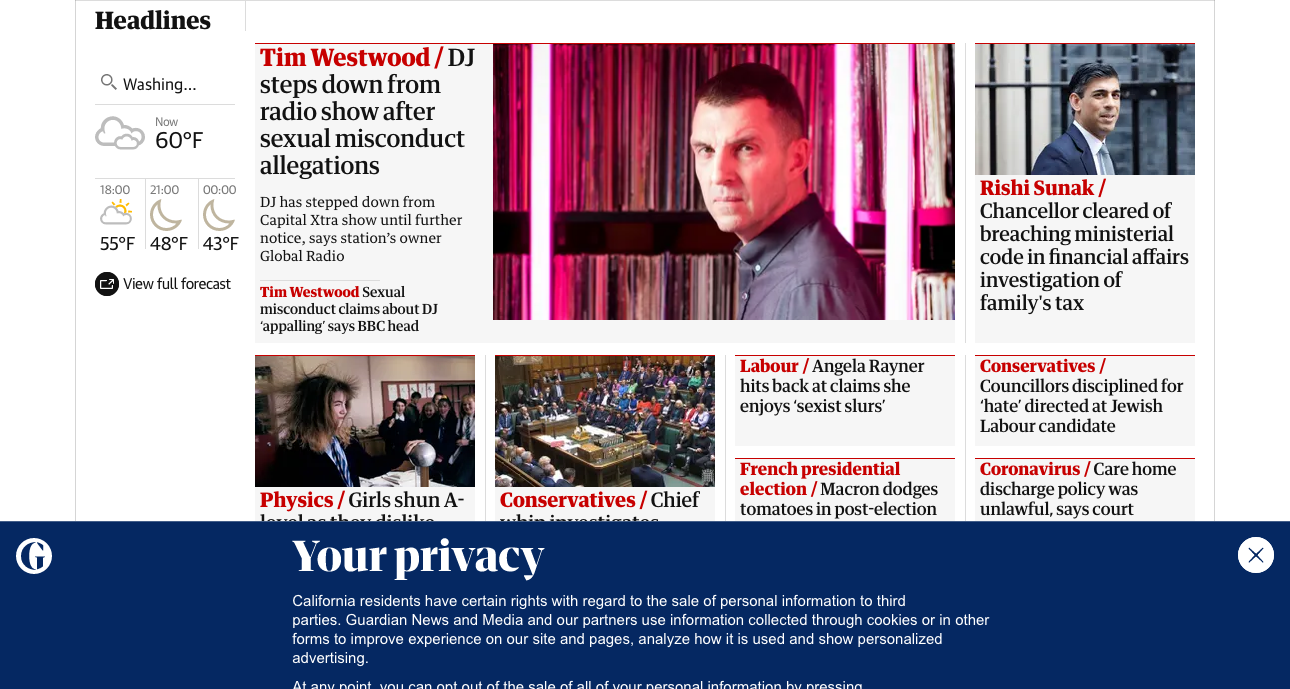 Headlines
Washing...
Now
60°F
18:00
21:00
00:00
55°F
48°F
43°F
View full forecast
Tim Westwood / DJ
steps down from
radio show after
sexual misconduct
allegations
DJ has stepped down from
Capital Xtra show until further
notice, says station’s owner
Global Radio
Tim Westwood Sexual
misconduct claims about DJ
‘appalling’ says BBC head
Rishi Sunak /
Chancellor cleared of
breaching ministerial
code in financial affairs
investigation of
family's tax
Physics / Girls shun A-
level as they dislike
Conservatives / Chief
whip investigates
Labour / Angela Rayner
hits back at claims she
enjoys ‘sexist slurs’
French presidential
election / Macron dodges
tomatoes in post-election
Conservatives /
Councillors disciplined for
‘hate’ directed at Jewish
Labour candidate
Coronavirus / Care home
discharge policy was
unlawful, says court
G
Your privacy
California residents have certain rights with regard to the sale of personal information to third
parties. Guardian News and Media and our partners use information collected through cookies or in other
forms to improve experience on our site and pages, analyze how it is used and show personalized
advertising.
At any point, you can opt out of the sale of all of your personal information by pressing